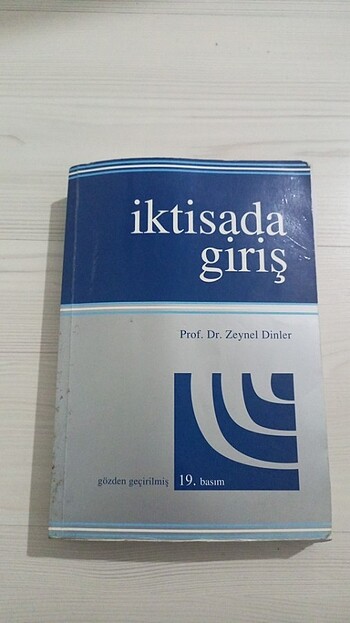 iktisada
giriş
Prof. Dr. Zeynel Dinler
gözden geçirilmiş 19. basım